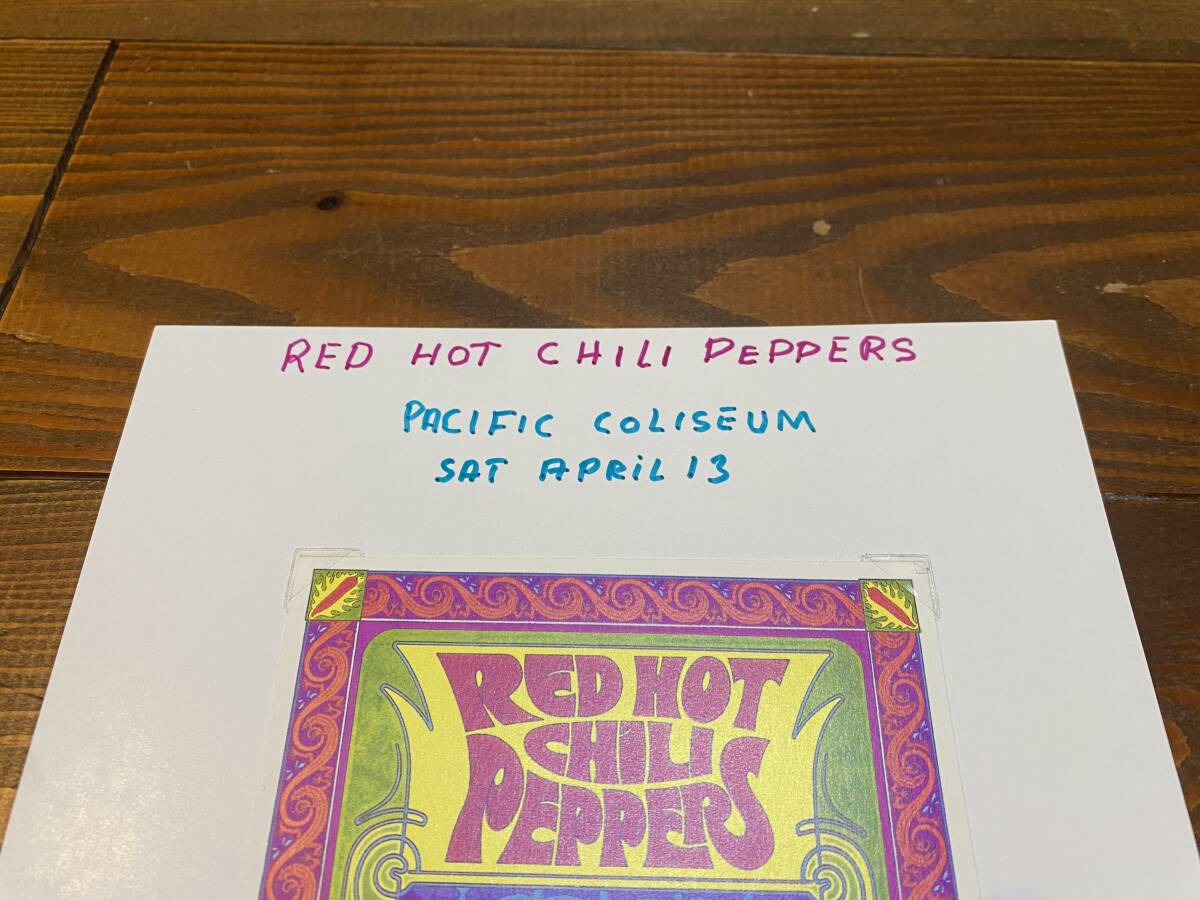 RED HOT CHILI PEPPERS
PACIFIC COLISEUM
SAT APRIL 13
RED HOT
CHILI
PEPPERS